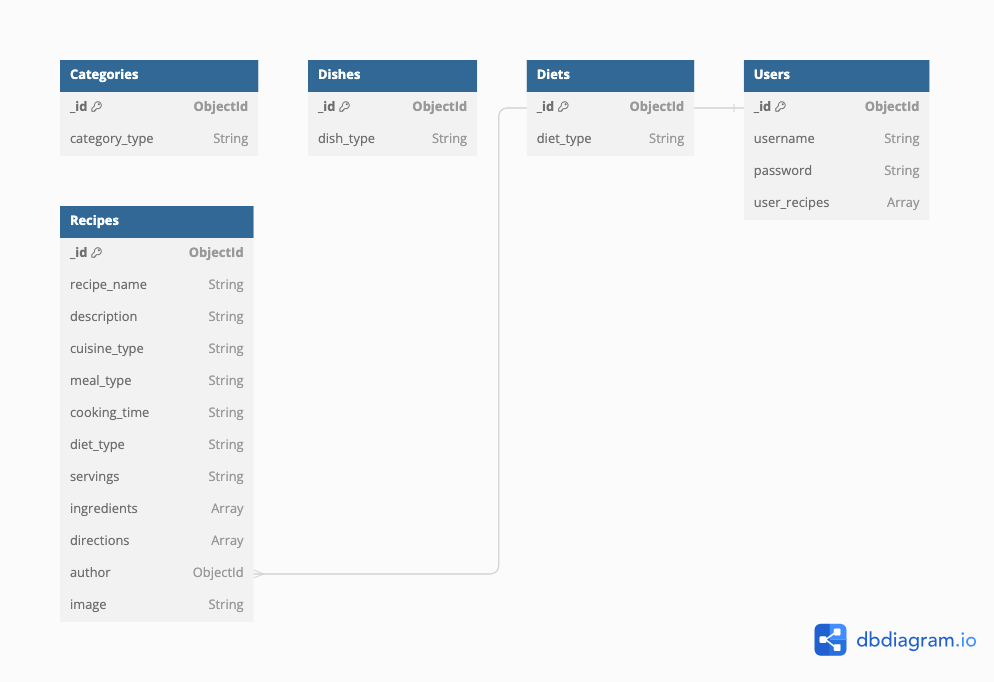 Categories
_id ObjectId
category_type String
Dishes
_id ObjectId
dish_type String
Diets
_id ObjectId
diet_type String
Users
_id ObjectId
username String
password String
user_recipes Array
Recipes
_id ObjectId
recipe_name String
description String
cuisine_type String
meal_type String
cooking_time String
diet_type String
servings String
ingredients Array
directions Array
author ObjectId
image String
dbdiagram.io